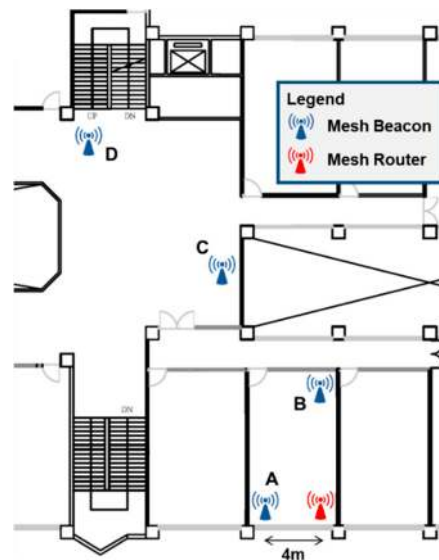 UP DN
Legend
Mesh Beacon
Mesh Router
D
C
DN
B
A
4m